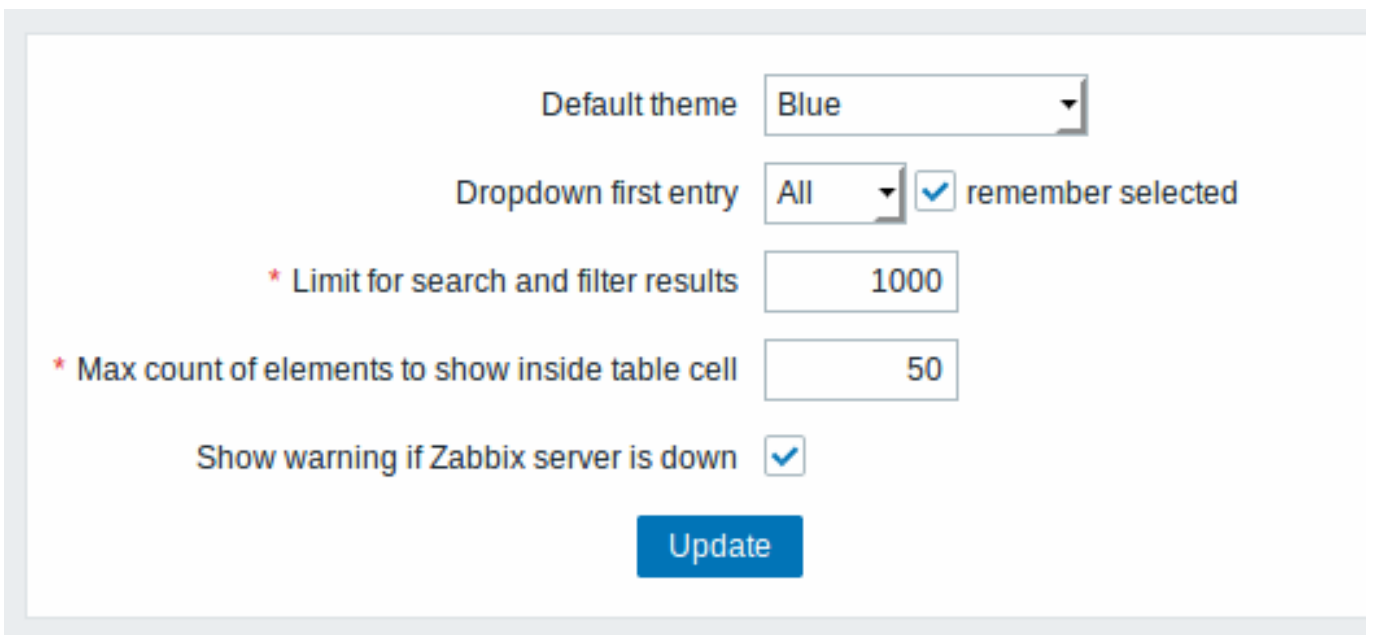 Default theme Blue
Dropdown first entry All remember selected
* Limit for search and filter results 1000
* Max count of elements to show inside table cell 50
Show warning if Zabbix server is down
Update